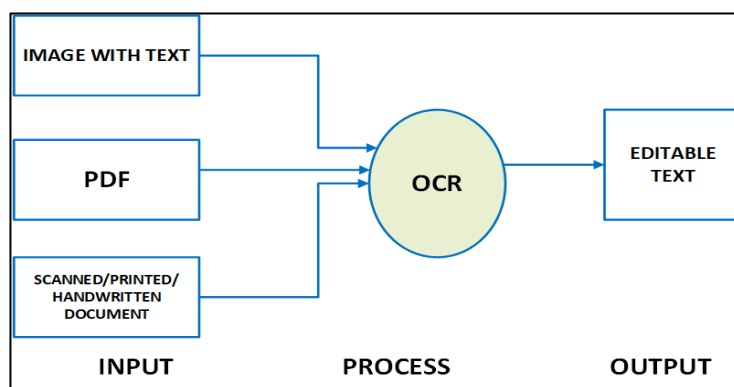 IMAGE WITH TEXT
PDF
SCANNED/PRINTED/
HANDWRITTEN
DOCUMENT
OCR
EDITABLE
TEXT
INPUT
PROCESS
OUTPUT